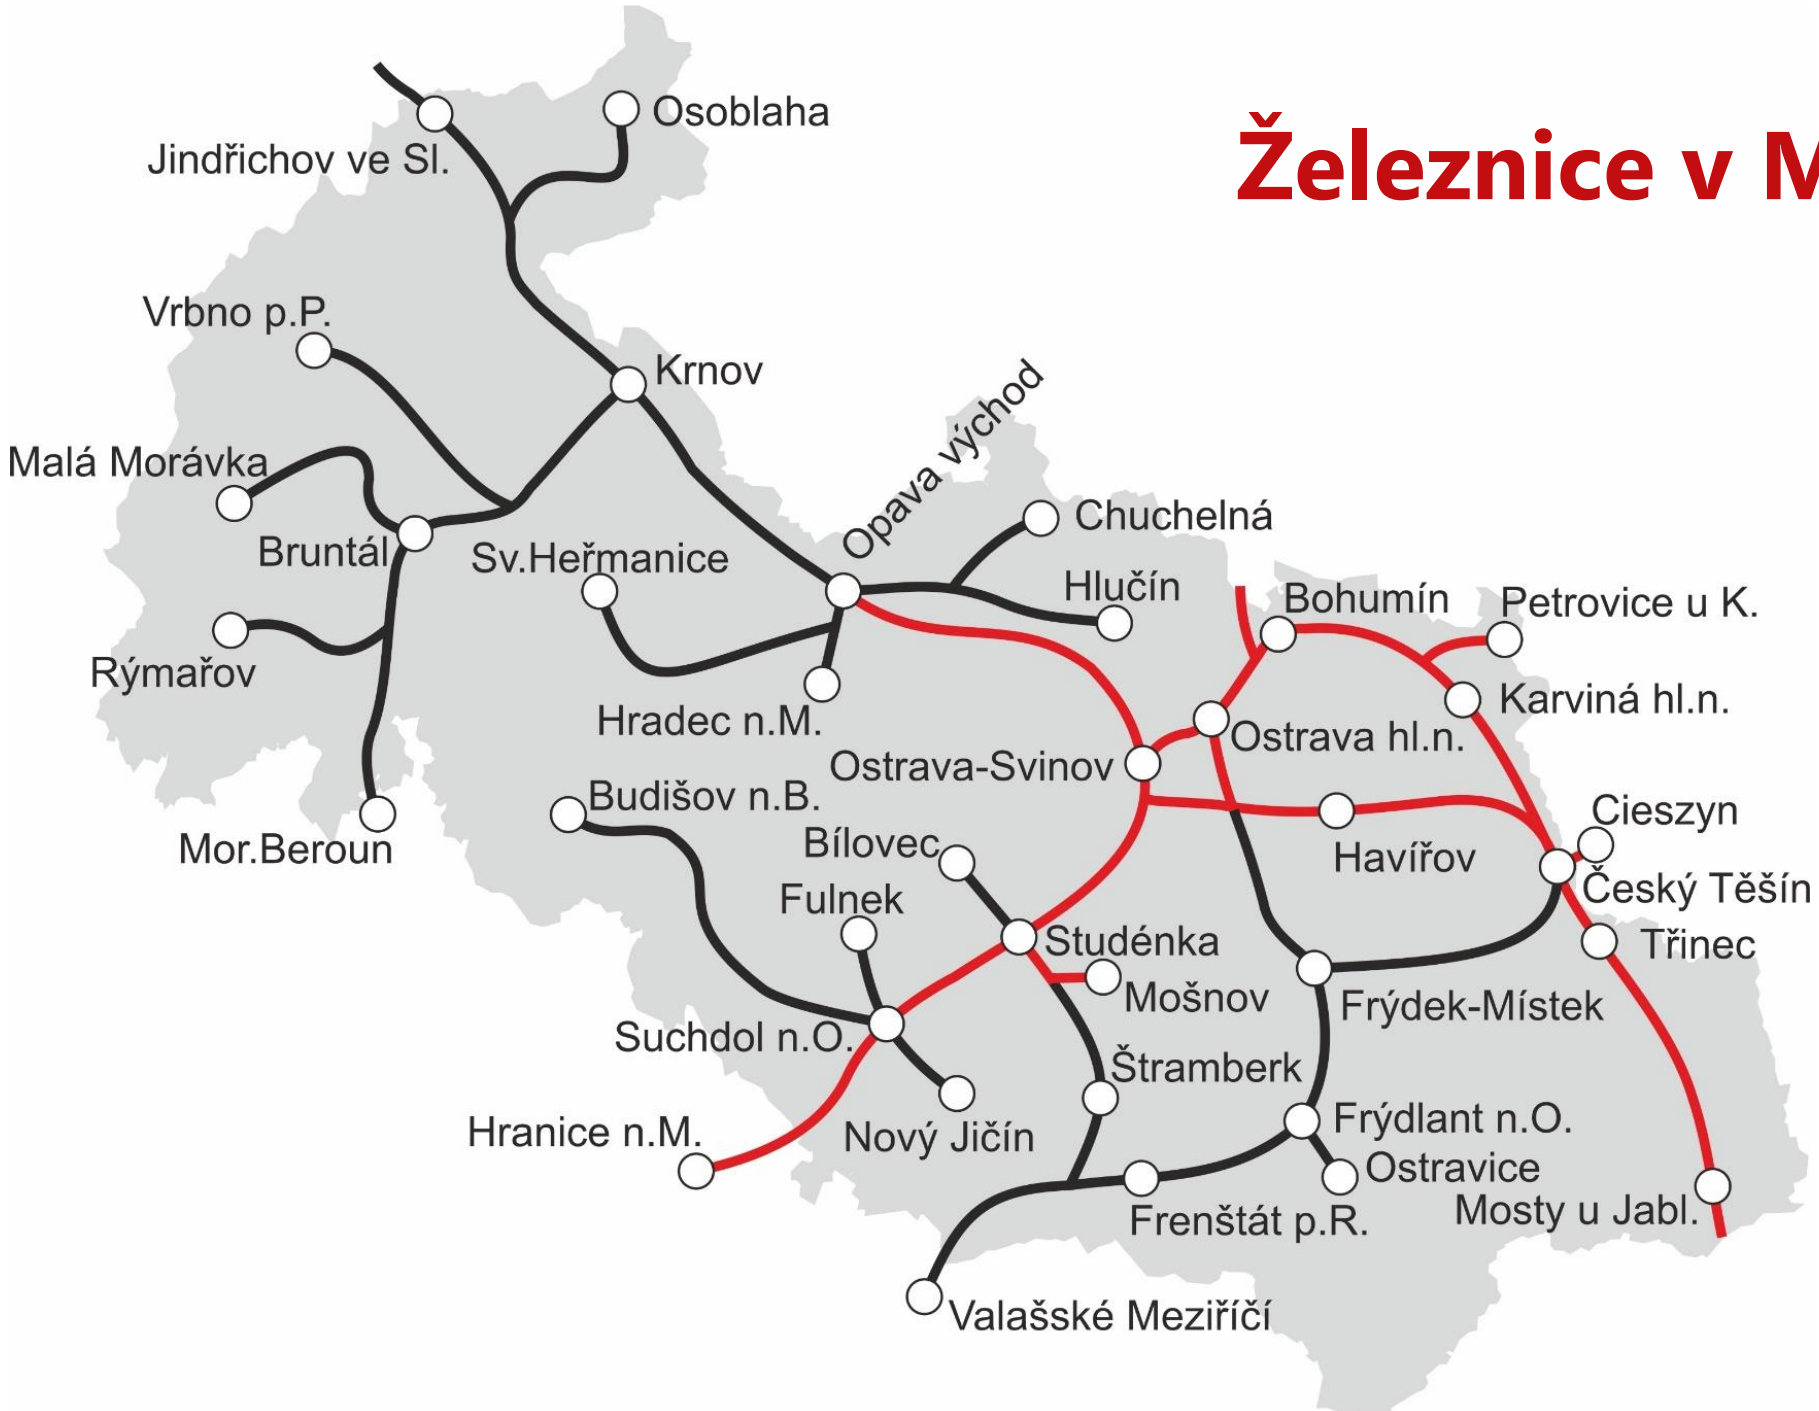 Železnice v M
Osoblaha
Jindřichov ve Sl.
Vrbno p.P.
Krnov
Opava východ
Malá Morávka
Chuchelná
Bruntál
Sv.Heřmanice
Hlučín
Bohumín
Petrovice u K.
Rýmařov
Karviná hl.n.
Hradec n.M.
Ostrava hl.n.
Ostrava-Svinov
Budišov n.B.
Cieszyn
Mor.Beroun
Bílovec
Havířov
Český Těšín
Fulnek
Studénka
Třinec
Mošnov
Frýdek-Místek
Suchdol n.O.
Štramberk
Hranice n.M.
Nový Jičín
Frýdlant n.O.
Ostravice
Mosty u Jabl.
Frenštát p.R.
Valašské Meziříčí